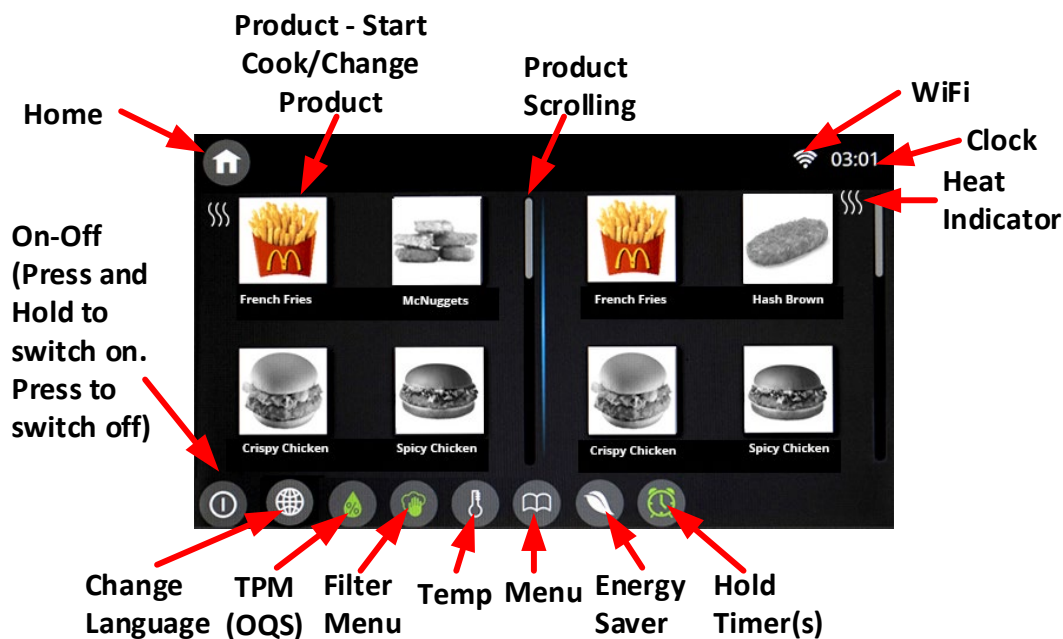 Product - Start
Cook/Change
Product
Product
Scrolling
WiFi
Home
Clock
03:01
Heat
Indicator
On-Off
(Press and
Hold to
switch on.
Press to
switch off)
French Fries
McNuggets
French Fries
Hash Brown
Crispy Chicken
Spicy Chicken
Crispy Chicken
Spicy Chicken
%
Change
Language
TPM
(OQS)
Filter
Menu
Temp
Menu
Energy
Saver
Hold
Timer(s)